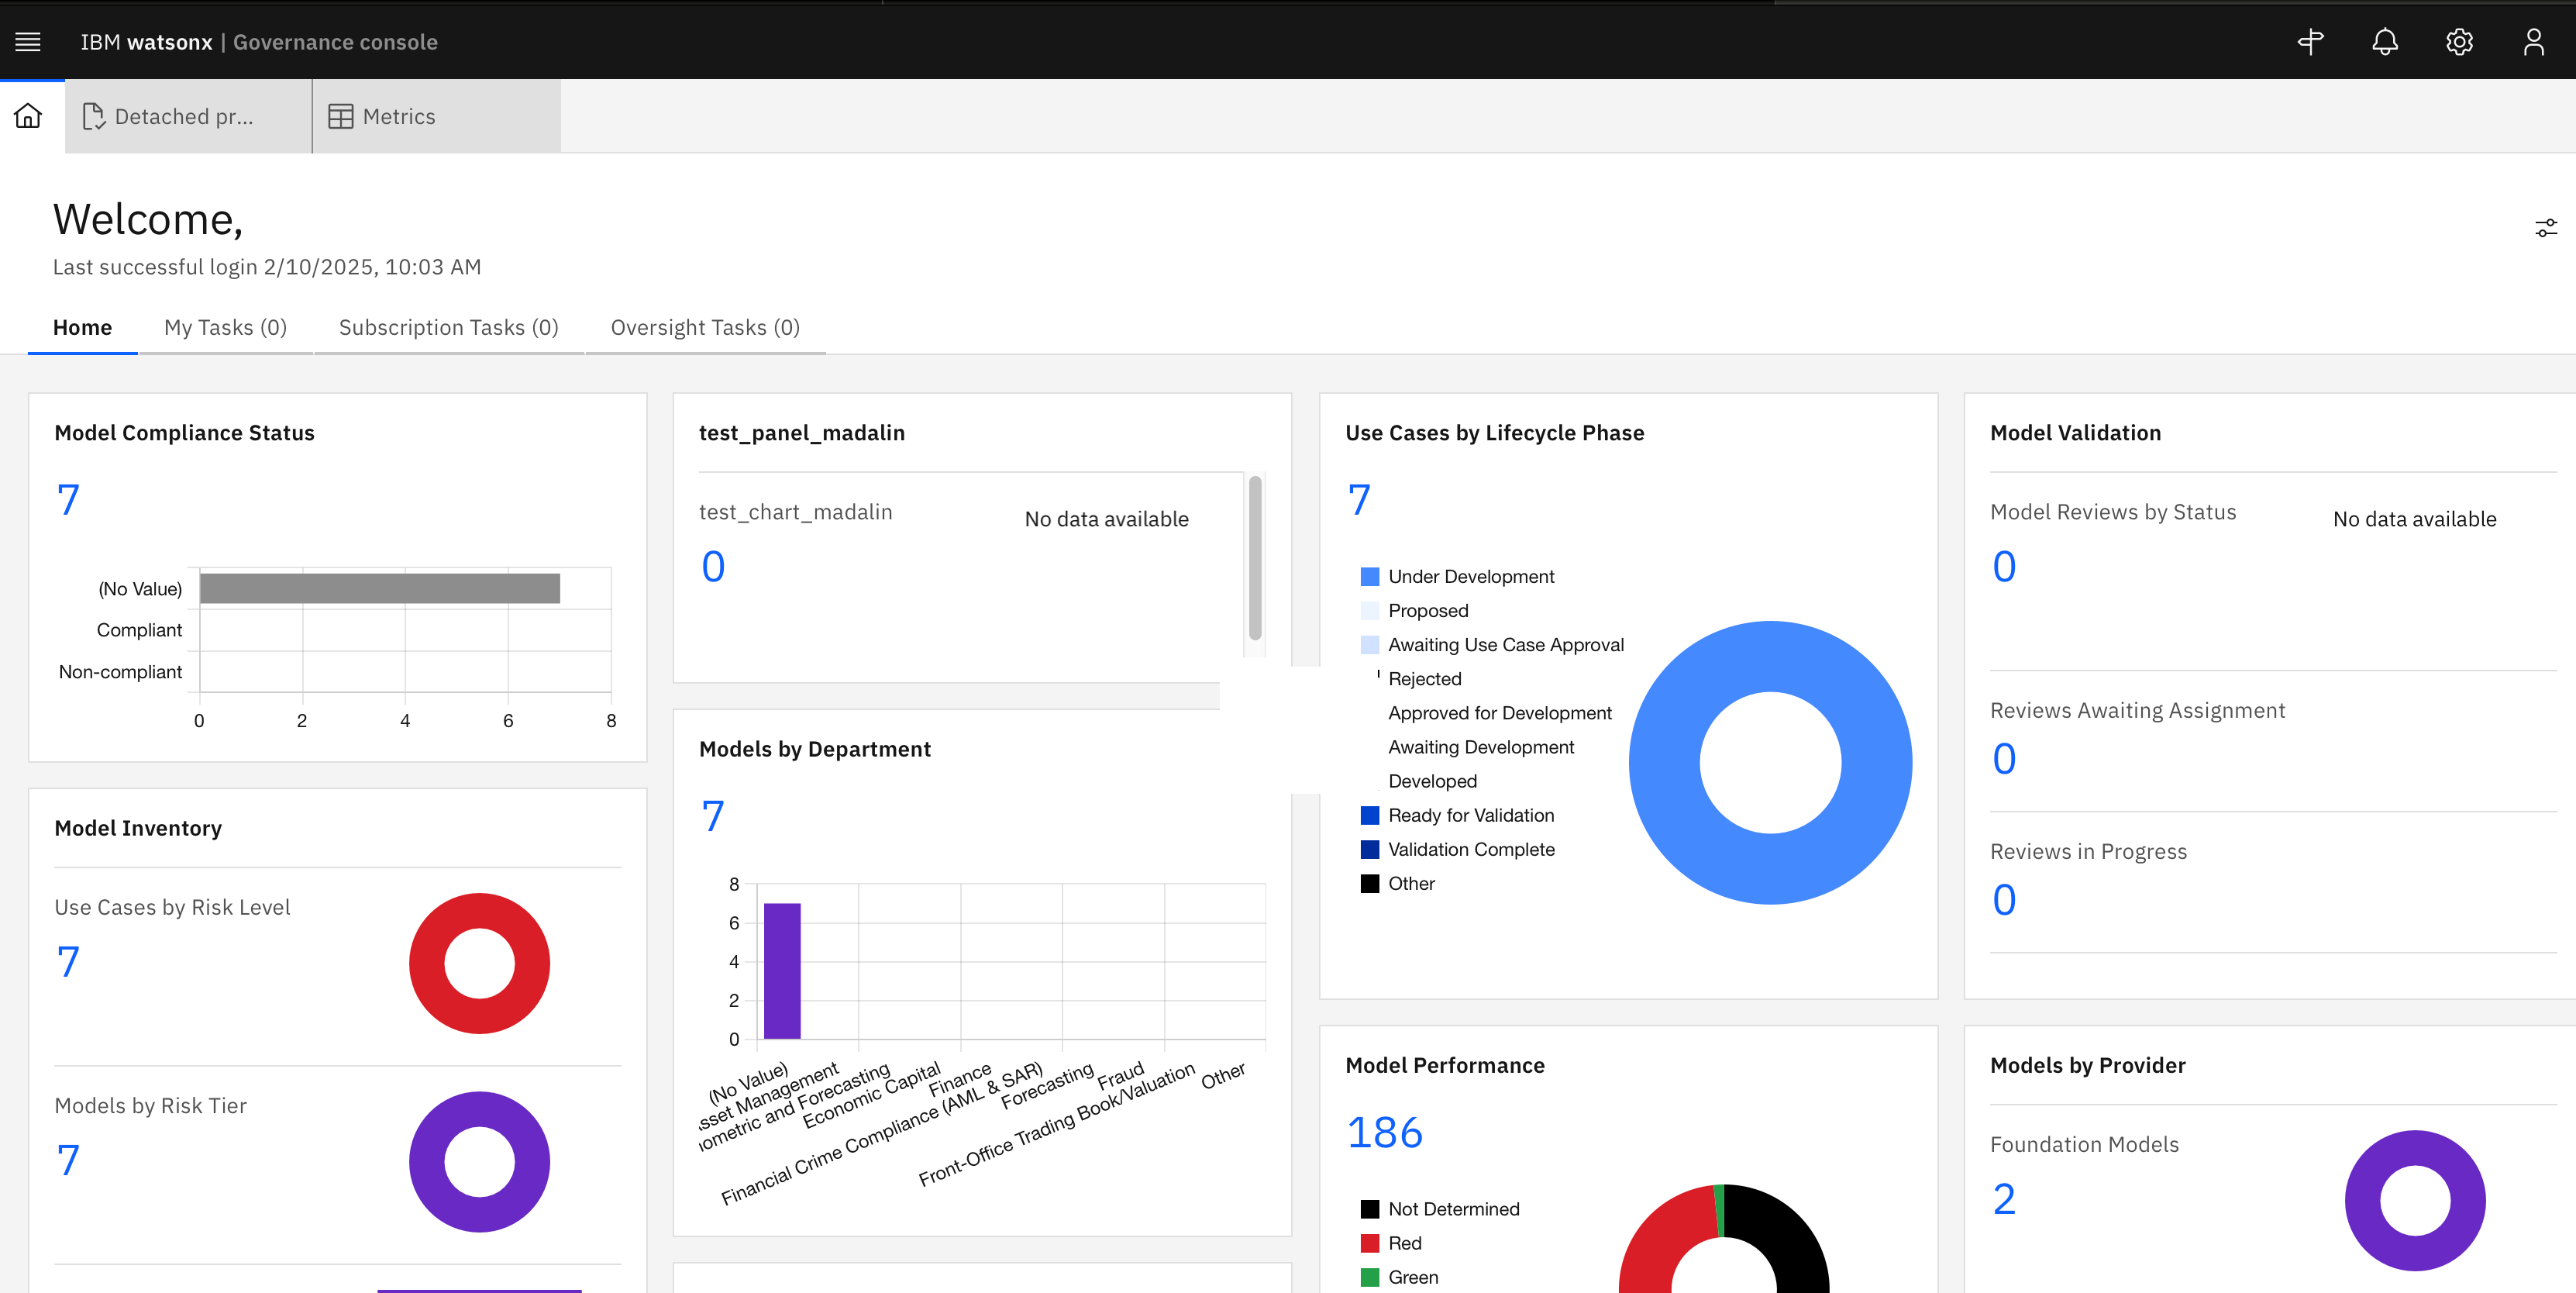 IBM watsonx | Governance console
Detached pr...
Metrics
Welcome,
Last successful login 2/10/2025, 10:03 AM
Home
My Tasks (0)
Subscription Tasks (0)
Oversight Tasks (0)
Model Compliance Status
7
(No Value)
Compliant
Non-compliant
0 2 4 6 8
Model Inventory
Use Cases by Risk Level
7
Models by Risk Tier
7
test_panel_madalin
test_chart_madalin
No data available
0
Models by Department
7
8
6
4
2
0
(No Value)
sset Management
ometric and Forecasting
Economic Capital
Finance
Financial Crime Compliance (AML & SAR)
Forecasting
Fraud
Front-Office Trading Book/Valuation
Other
Use Cases by Lifecycle Phase
7
Under Development
Proposed
Awaiting Use Case Approval
Rejected
Approved for Development
Awaiting Development
Developed
Ready for Validation
Validation Complete
Other
Model Performance
186
Not Determined
Red
Green
Model Validation
Model Reviews by Status
No data available
0
Reviews Awaiting Assignment
0
Reviews in Progress
0
Models by Provider
Foundation Models
2